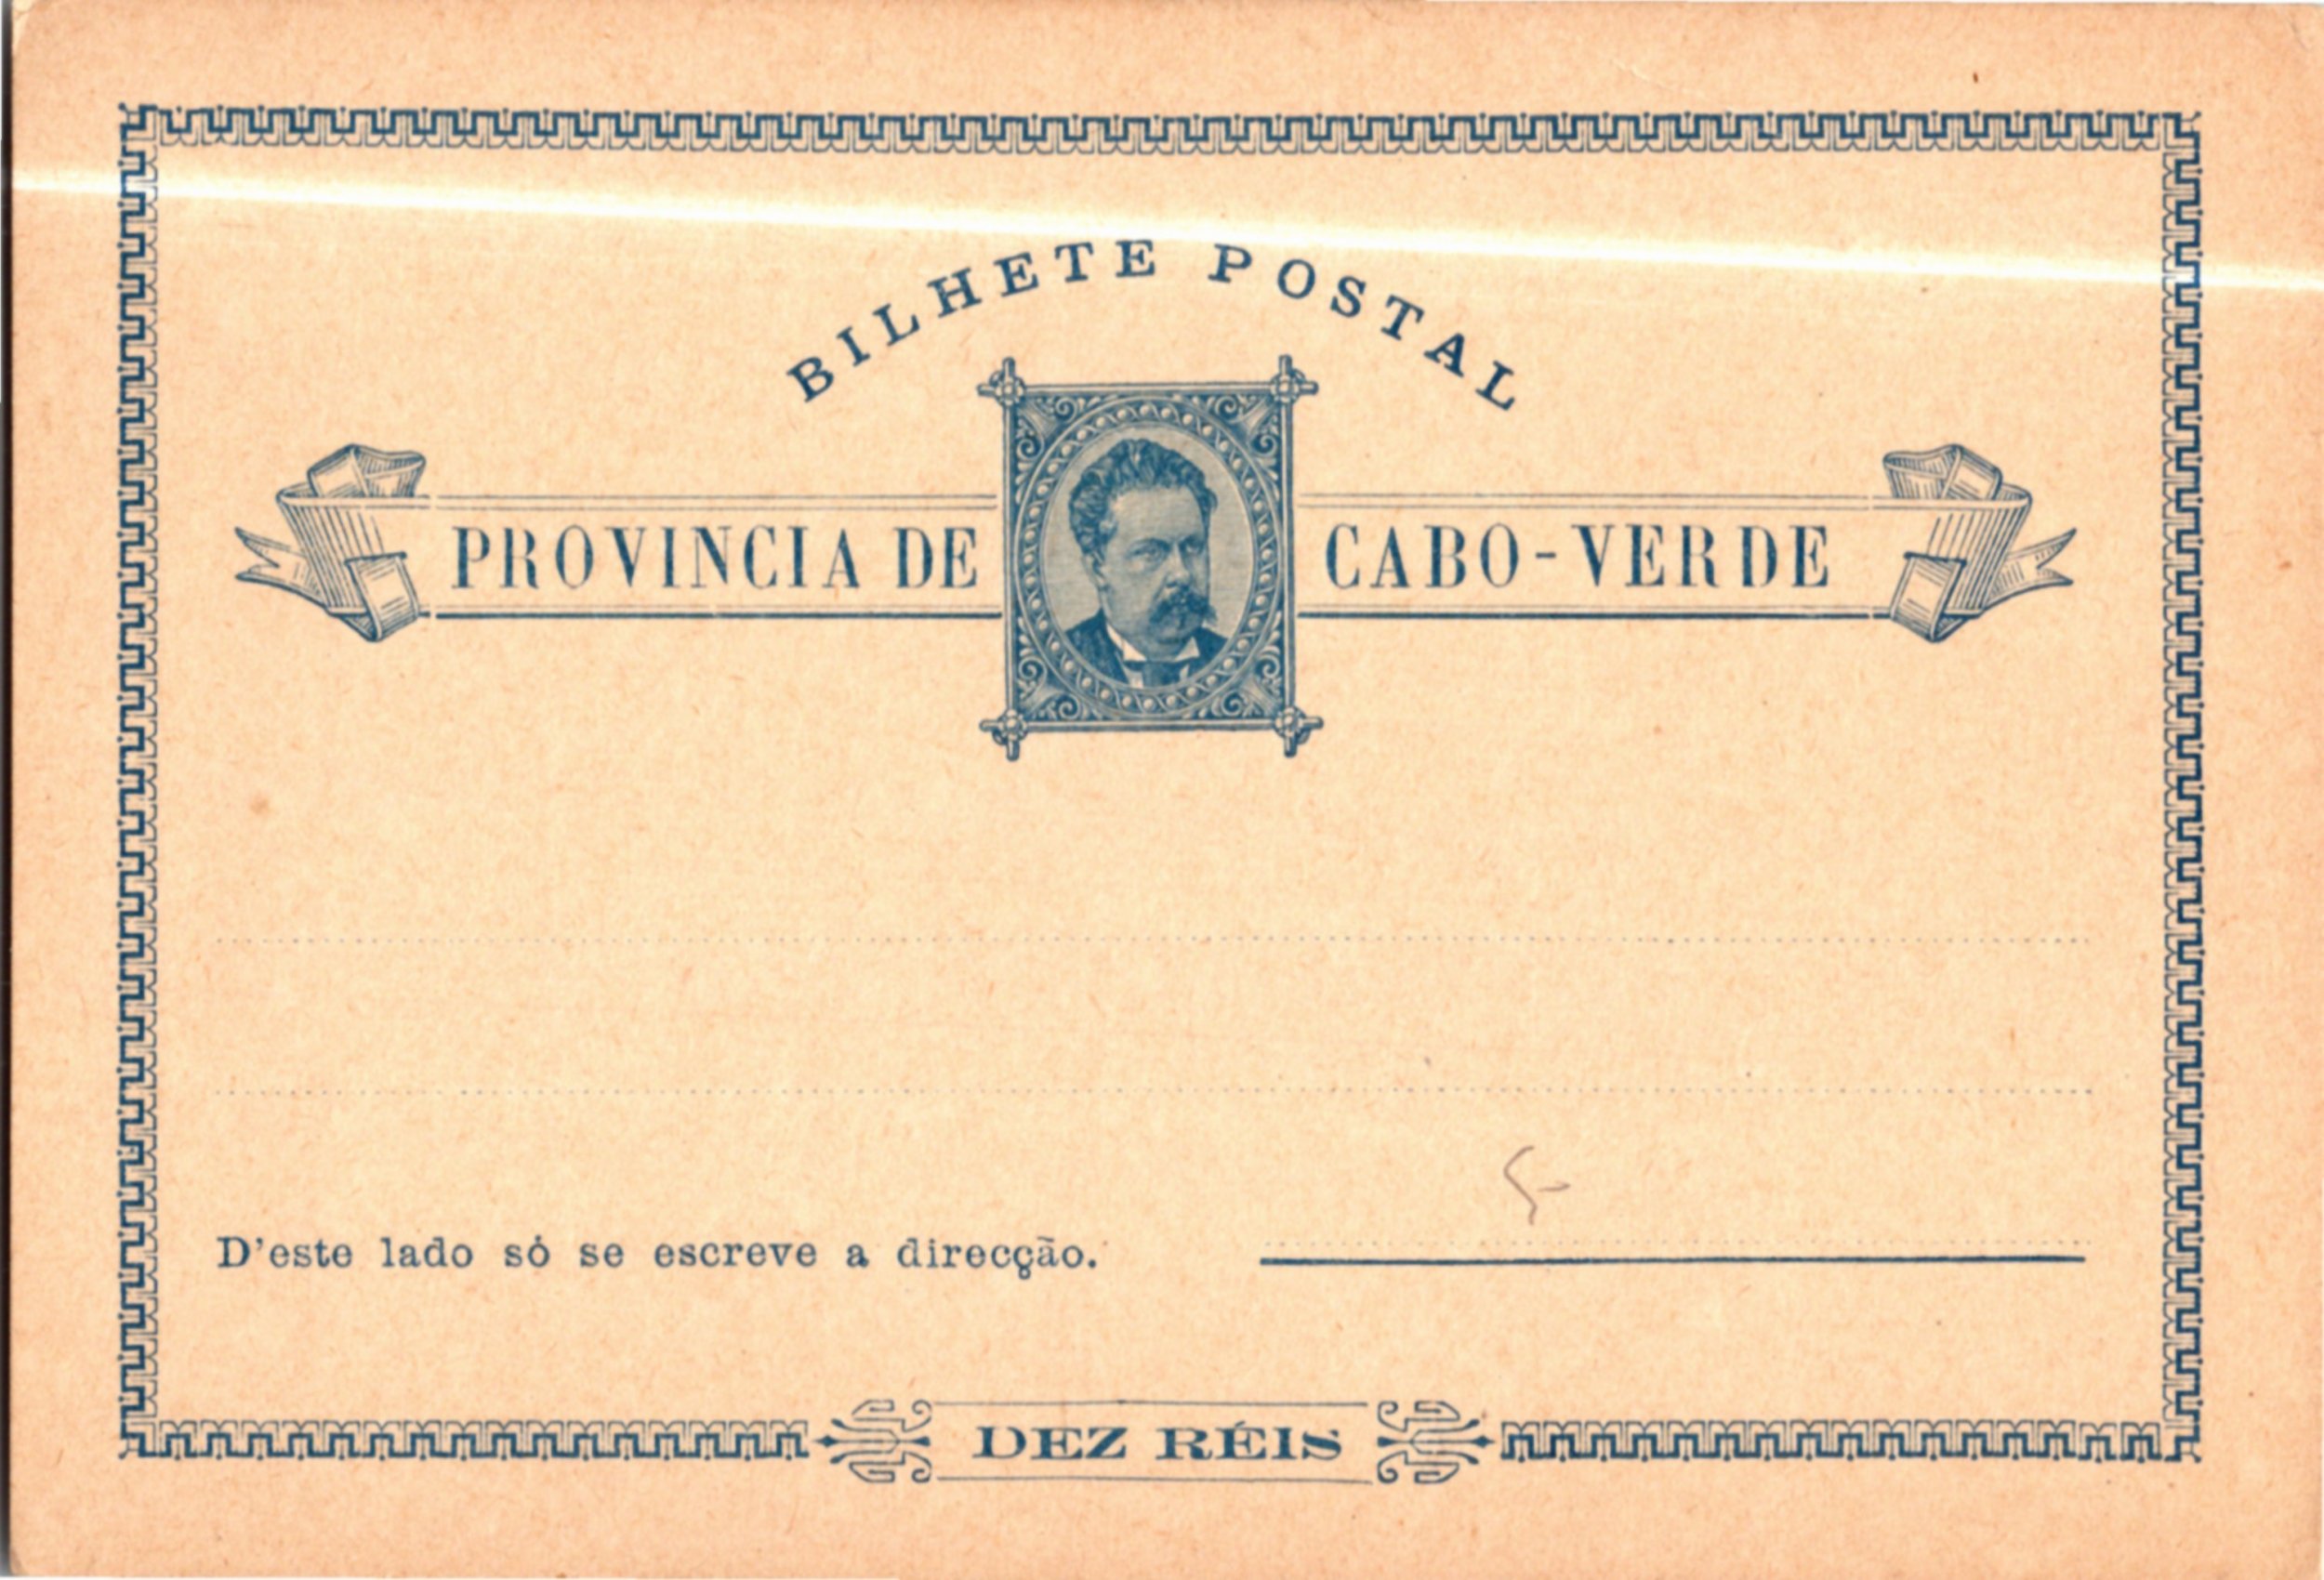 BILHETE POSTAL
PROVINCIA DE CABO-VERDE
D'este lado só se escreve a direcção.
DEZ RÉIS